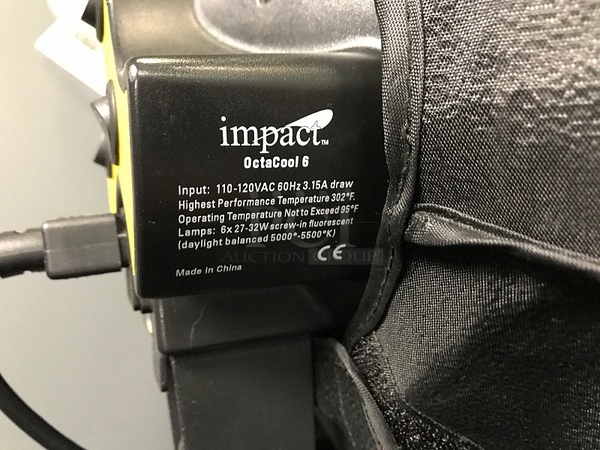 impact™
OctaCool 6
Input: 110-120VAC 60Hz 3.15A draw
Highest Performance Temperature 302°F.
Operating Temperature Not to Exceed 95°F
Lamps: 6x 27-32W screw-in fluorescent
(daylight balanced 5000°-5500°K)
CE
Made in China